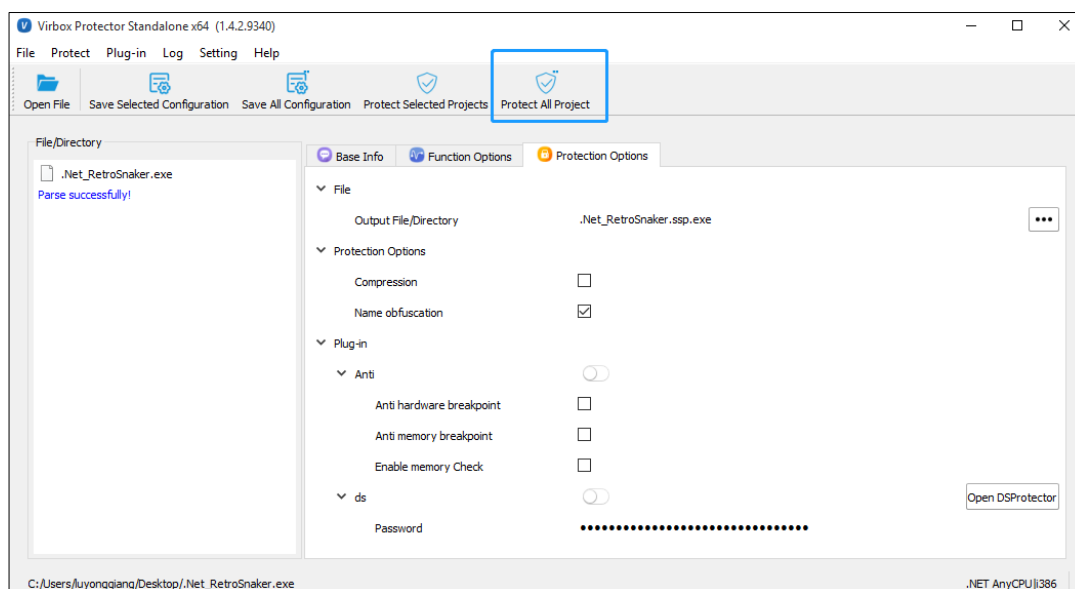 Virbox Protector Standalone x64 (1.4.2.9340)
File Protect Plug-in Log Setting Help
Open File Save Selected Configuration Save All Configuration Protect Selected Projects Protect All Project
File/Directory
.Net_RetroSnaker.exe
Parse successfully!
Base Info Function Options Protection Options
File
Output File/Directory .Net_RetroSnaker.ssp.exe
Protection Options
Compression
Name obfuscation
Plug-in
Anti
Anti hardware breakpoint
Anti memory breakpoint
Enable memory Check
ds Open DSProtector
Password
C:/Users/luyongqiang/Desktop/.Net_RetroSnaker.exe .NET AnyCPU|i386